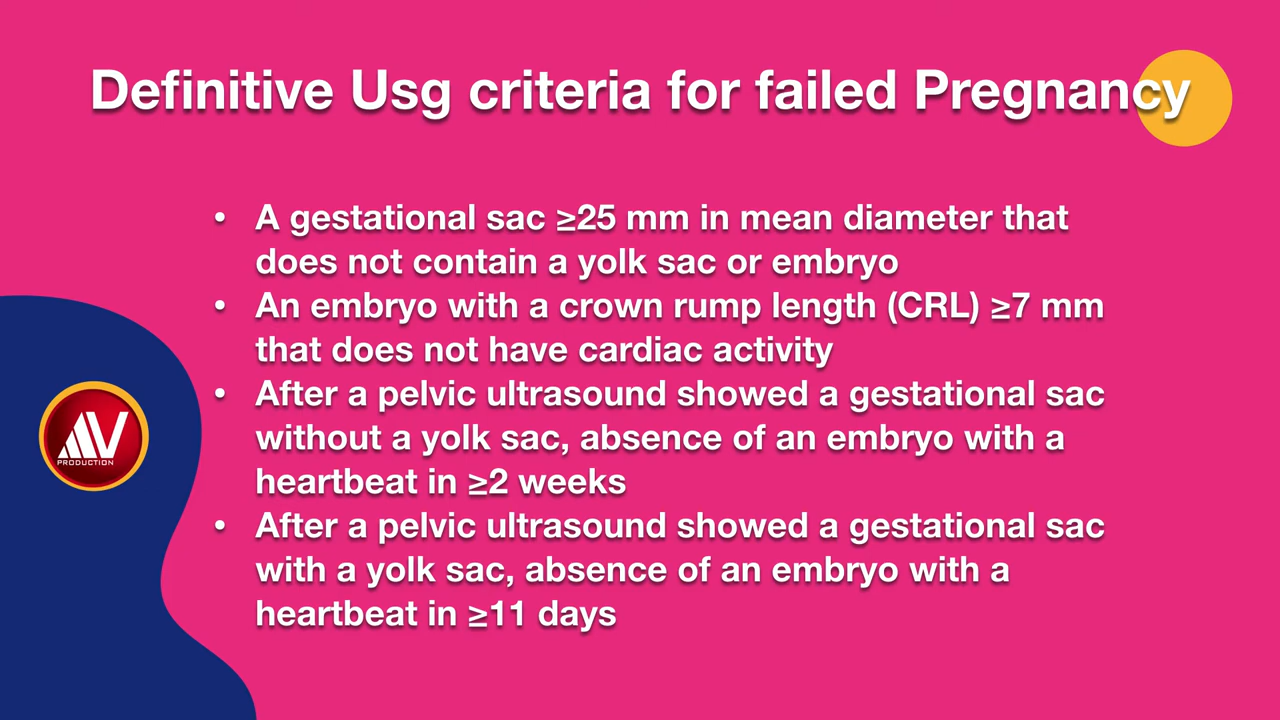 Definitive Usg criteria for failed Pregnancy
• A gestational sac ≥25 mm in mean diameter that
does not contain a yolk sac or embryo
• An embryo with a crown rump length (CRL) ≥7 mm
that does not have cardiac activity
• After a pelvic ultrasound showed a gestational sac
without a yolk sac, absence of an embryo with a
heartbeat in ≥2 weeks
• After a pelvic ultrasound showed a gestational sac
with a yolk sac, absence of an embryo with a
heartbeat in ≥11 days
AV
PRODUCTION